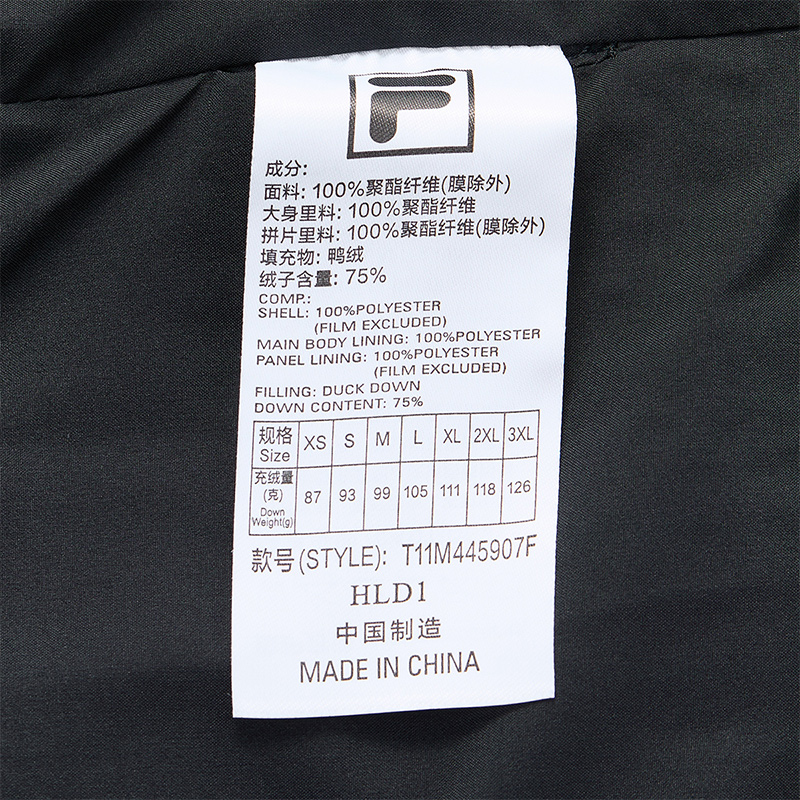 F
成分:
面料: 100%聚酯纤维(膜除外)
大身里料: 100%聚酯纤维
拼片里料: 100%聚酯纤维(膜除外)
填充物: 鸭绒
绒子含量: 75%
COMP.:
SHELL: 100%POLYESTER
(FILM EXCLUDED)
MAIN BODY LINING: 100%POLYESTER
PANEL LINING: 100%POLYESTER
(FILM EXCLUDED)
FILLING: DUCK DOWN
DOWN CONTENT: 75%
规格 Size XS S M L XL 2XL 3XL
充绒量(克) Down Weight(g) 87 93 99 105 111 118 126
款号(STYLE): T11M445907F
HLD1
中国制造
MADE IN CHINA